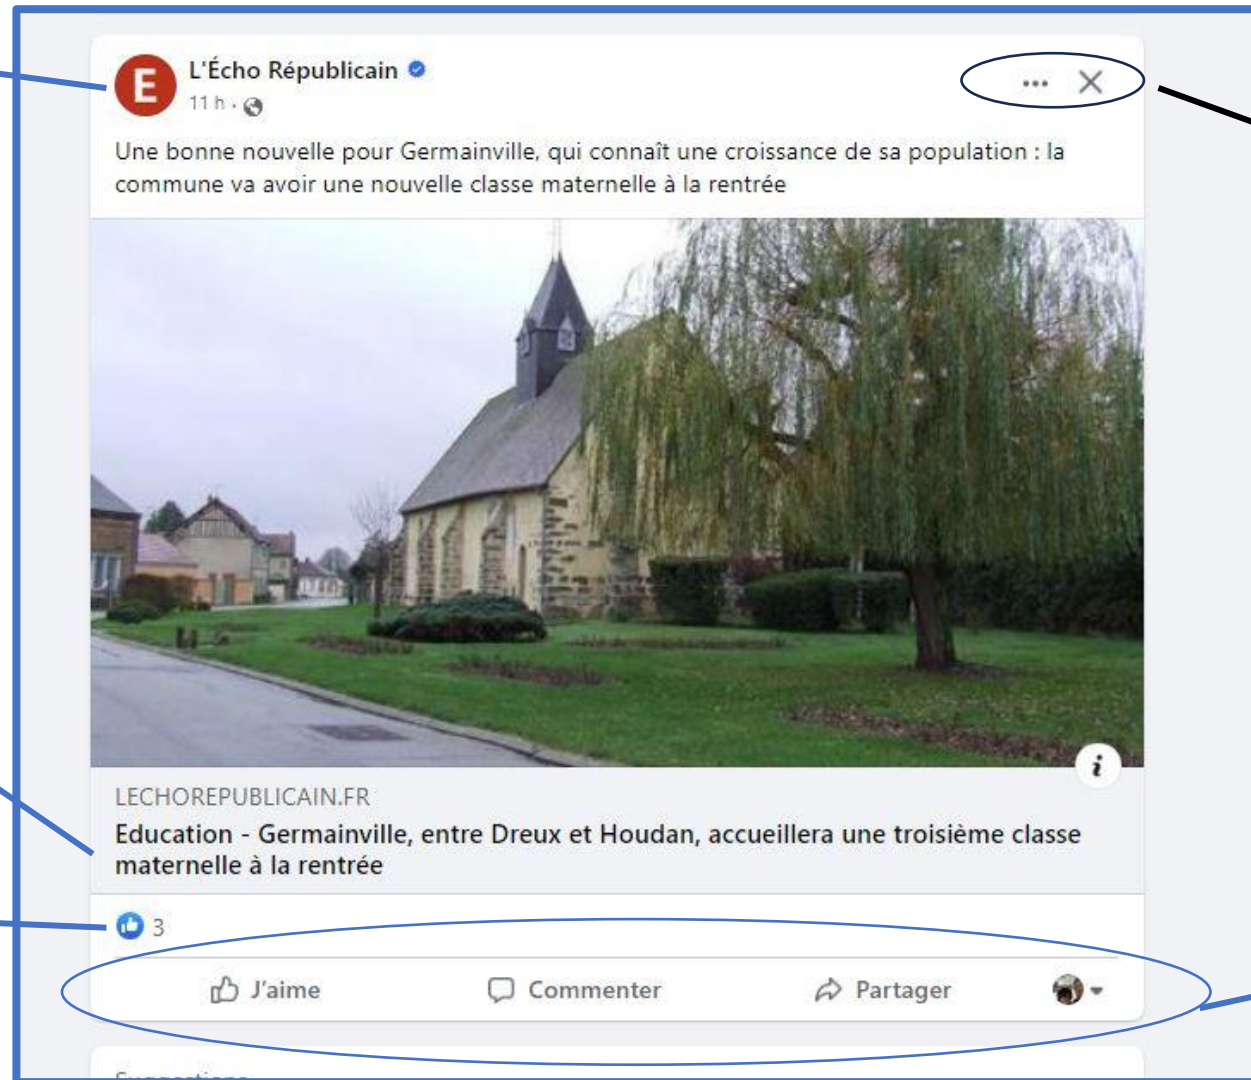 E
L'Écho Républicain
11 h ·
Une bonne nouvelle pour Germainville, qui connaît une croissance de sa population : la
commune va avoir une nouvelle classe maternelle à la rentrée
i
LECHOREPUBLICAIN.FR
Education - Germainville, entre Dreux et Houdan, accueillera une troisième classe
maternelle à la rentrée
3
J'aime Commenter Partager
Suggestions